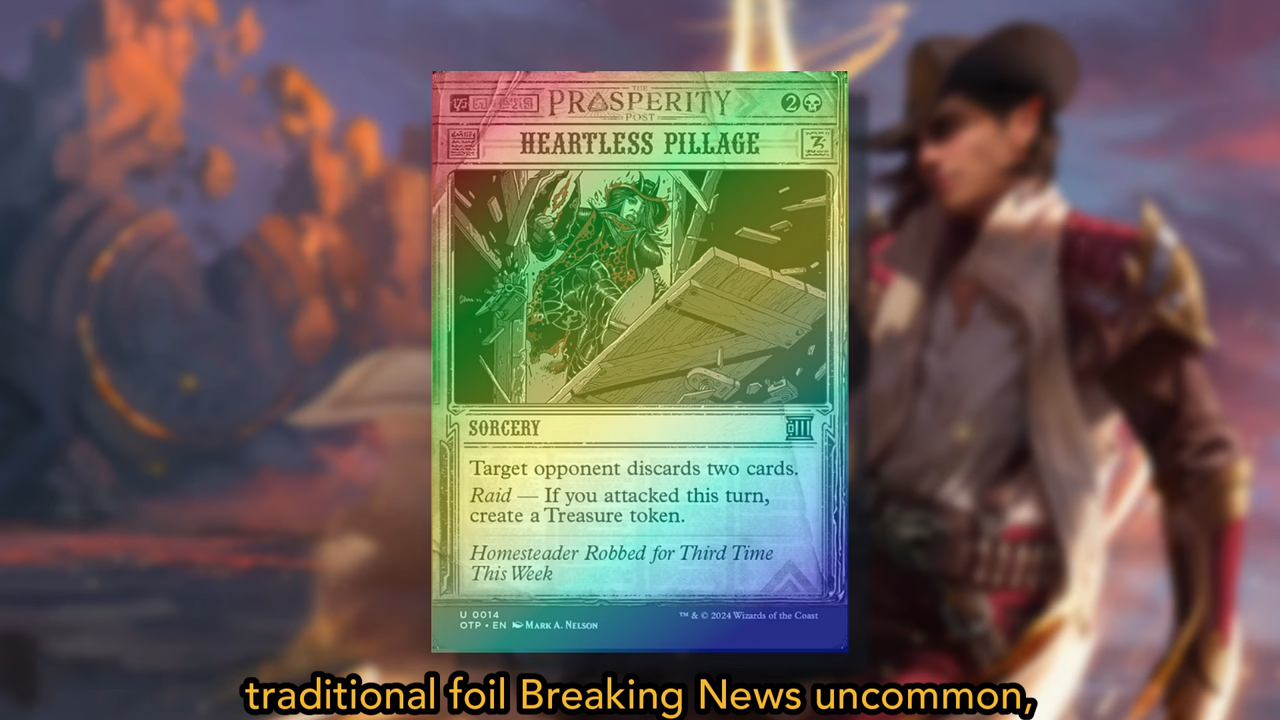 THE
PROSPERITY
POST
2
HEARTLESS PILLAGE
SORCERY
Target opponent discards two cards.
Raid — If you attacked this turn,
create a Treasure token.
Homesteader Robbed for Third Time
This Week
U 0014
OTP • EN MARK A. NELSON
™ & © 2024 Wizards of the Coast
traditional foil Breaking News uncommon,